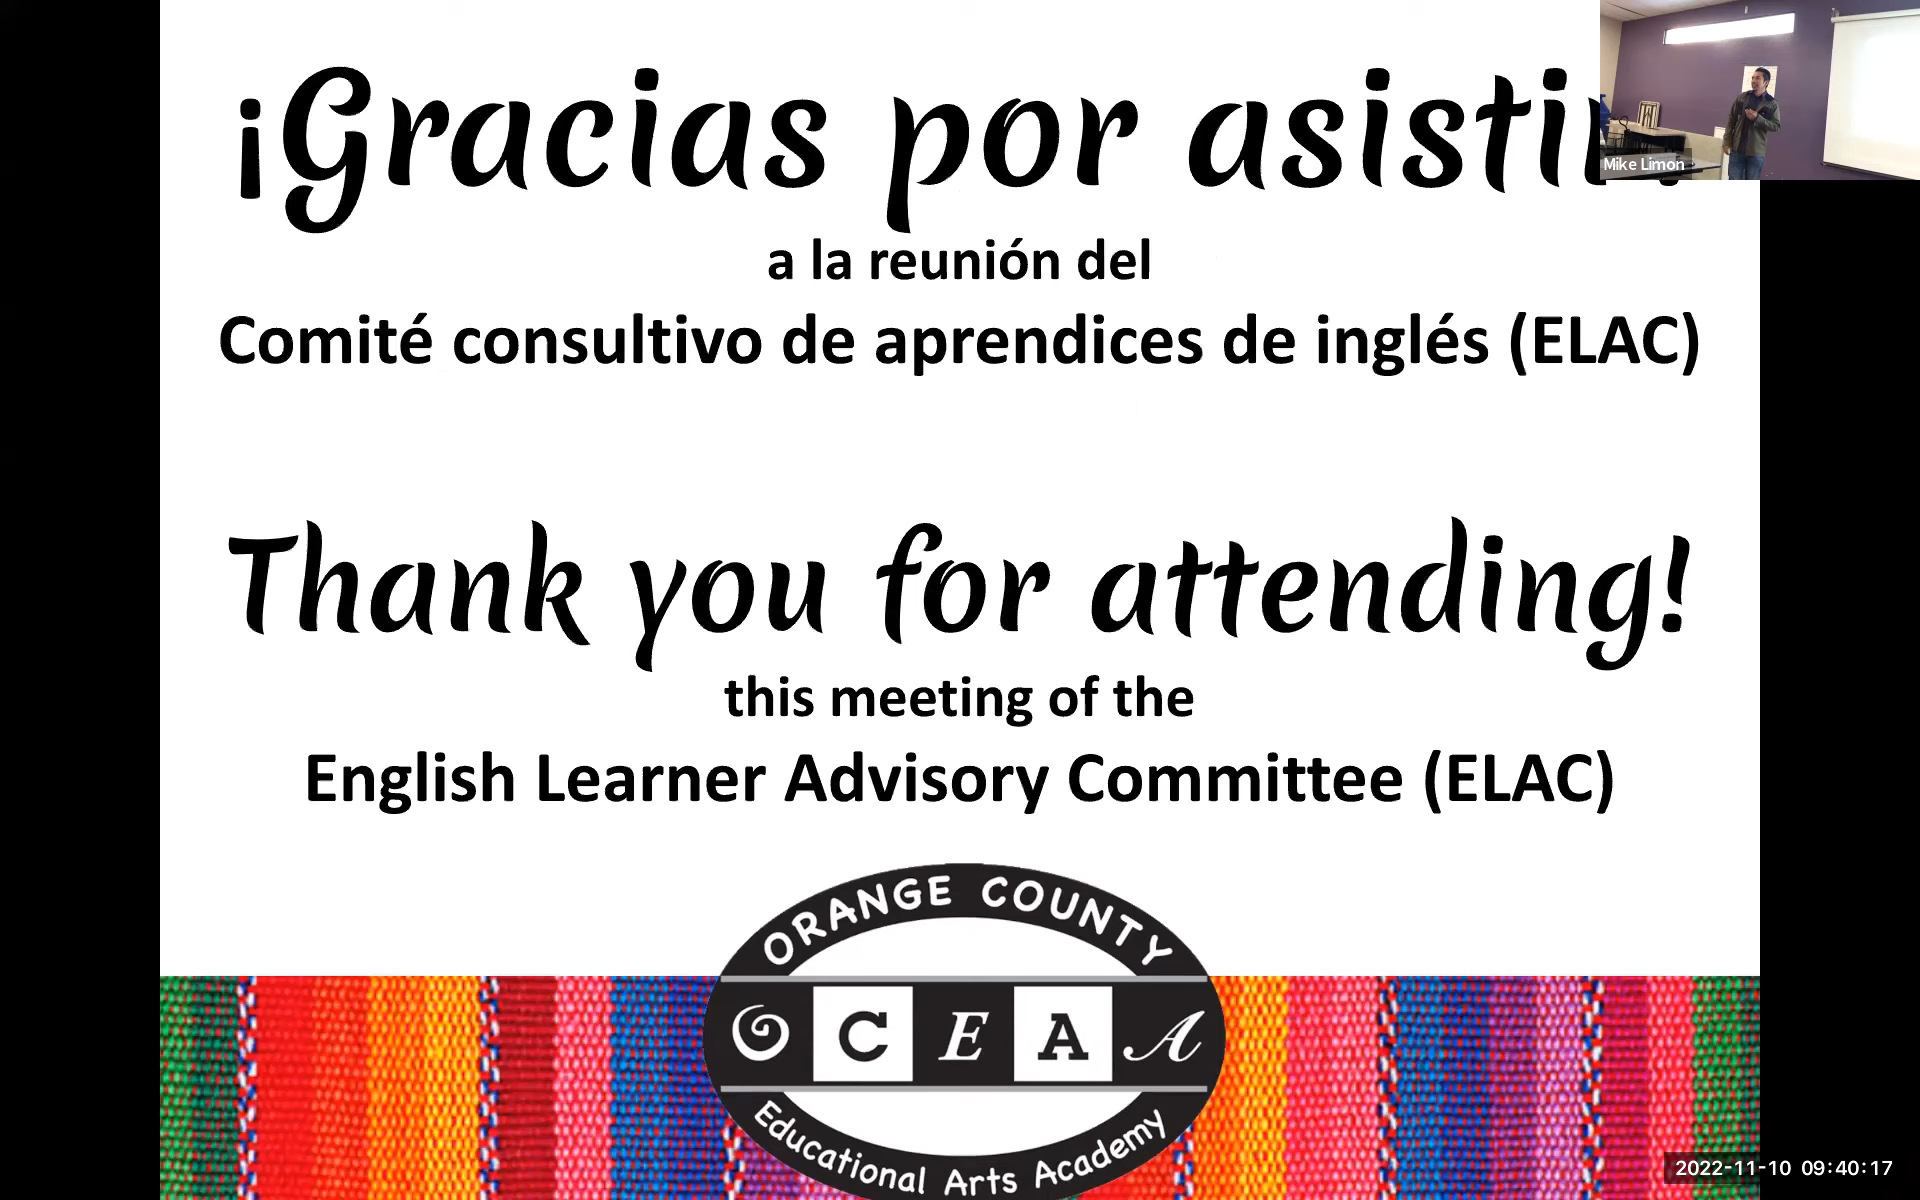 ¡Gracias por asistir!
Mike Limon
a la reunión del
Comité consultivo de aprendices de inglés (ELAC)
Thank you for attending!
this meeting of the
English Learner Advisory Committee (ELAC)
ORANGE COUNTY
O C E A A
Educational Arts Academy
2022-11-10 09:40:17